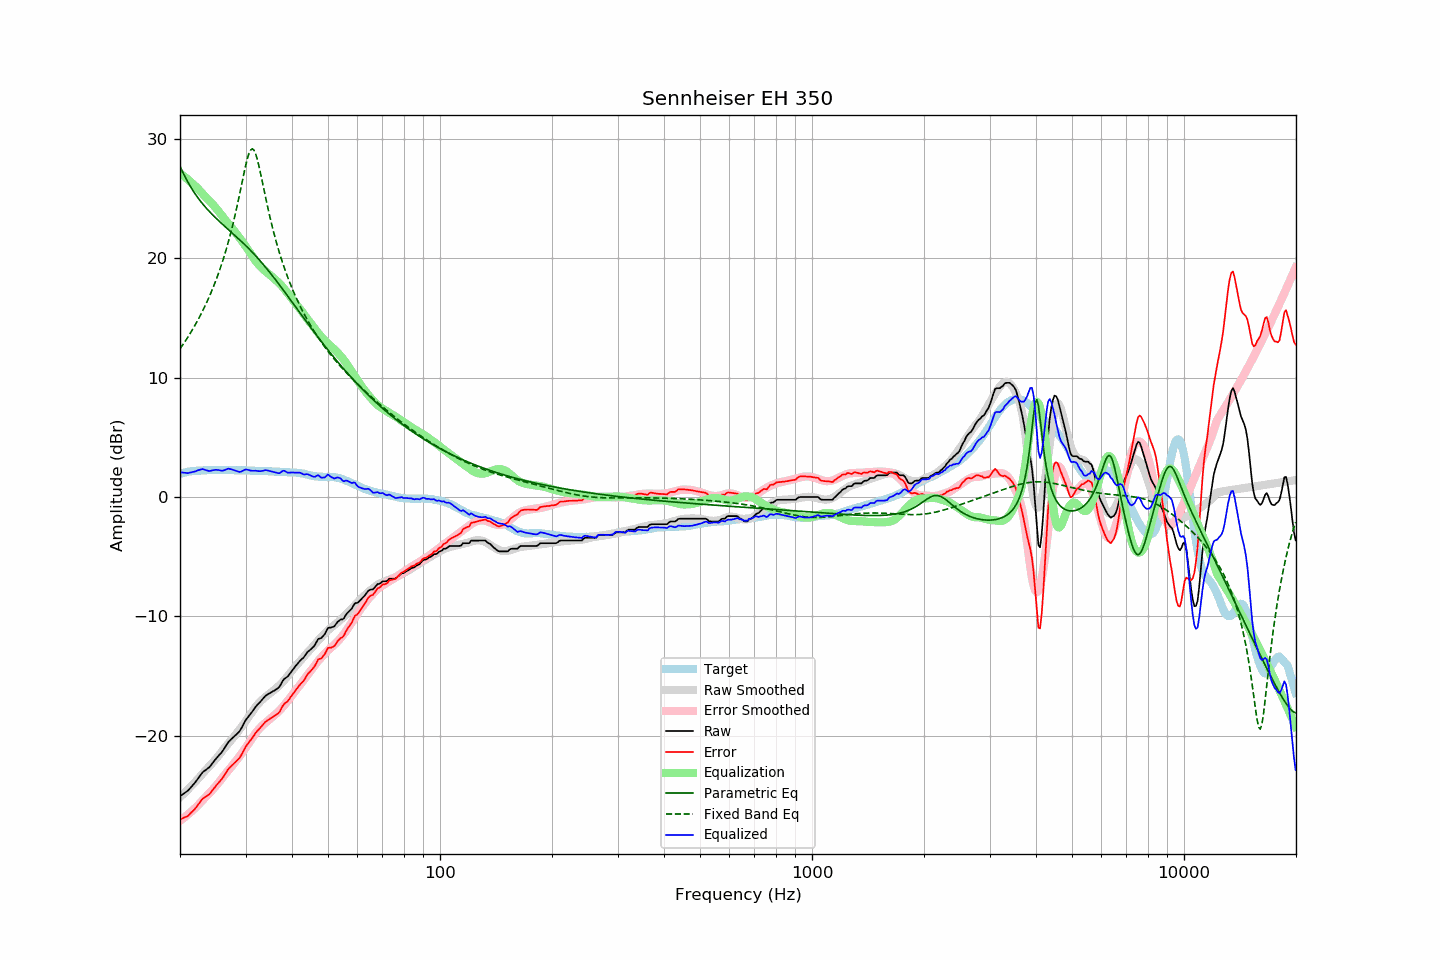 Sennheiser EH 350
30
20
10
0
−10
−20
Amplitude (dBr)
100
1000
10000
Frequency (Hz)
Target
Raw Smoothed
Error Smoothed
Raw
Error
Equalization
Parametric Eq
Fixed Band Eq
Equalized